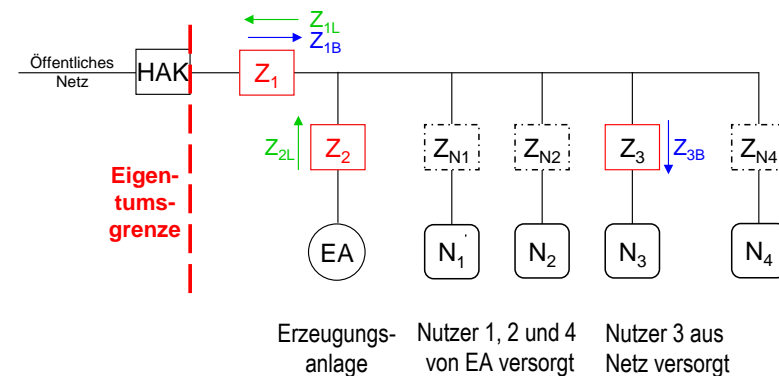 Z1L
Z1B
Öffentliches
Netz
HAK
Z1
Z2L
Z2
ZN1
ZN2
Z3
Z3B
ZN4
Eigen-
tums-
grenze
EA
N1
N2
N3
N4
Erzeugungs-
anlage
Nutzer 1, 2 und 4
von EA versorgt
Nutzer 3 aus
Netz versorgt